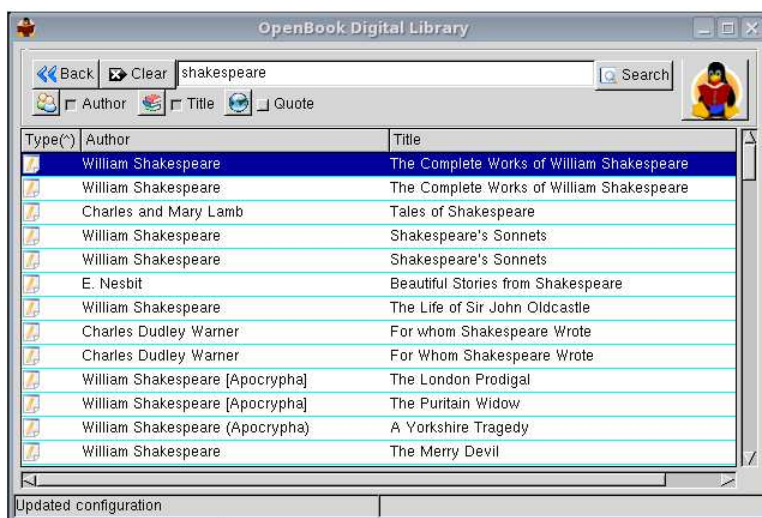 OpenBook Digital Library
Back Clear shakespeare Search
Author Title Quote
Type(^) Author Title
William Shakespeare The Complete Works of William Shakespeare
William Shakespeare The Complete Works of William Shakespeare
Charles and Mary Lamb Tales of Shakespeare
William Shakespeare Shakespeare's Sonnets
William Shakespeare Shakespeare's Sonnets
E. Nesbit Beautiful Stories from Shakespeare
William Shakespeare The Life of Sir John Oldcastle
Charles Dudley Warner For whom Shakespeare Wrote
Charles Dudley Warner For Whom Shakespeare Wrote
William Shakespeare [Apocrypha] The London Prodigal
William Shakespeare [Apocrypha] The Puritain Widow
William Shakespeare (Apocrypha) A Yorkshire Tragedy
William Shakespeare The Merry Devil
Updated configuration